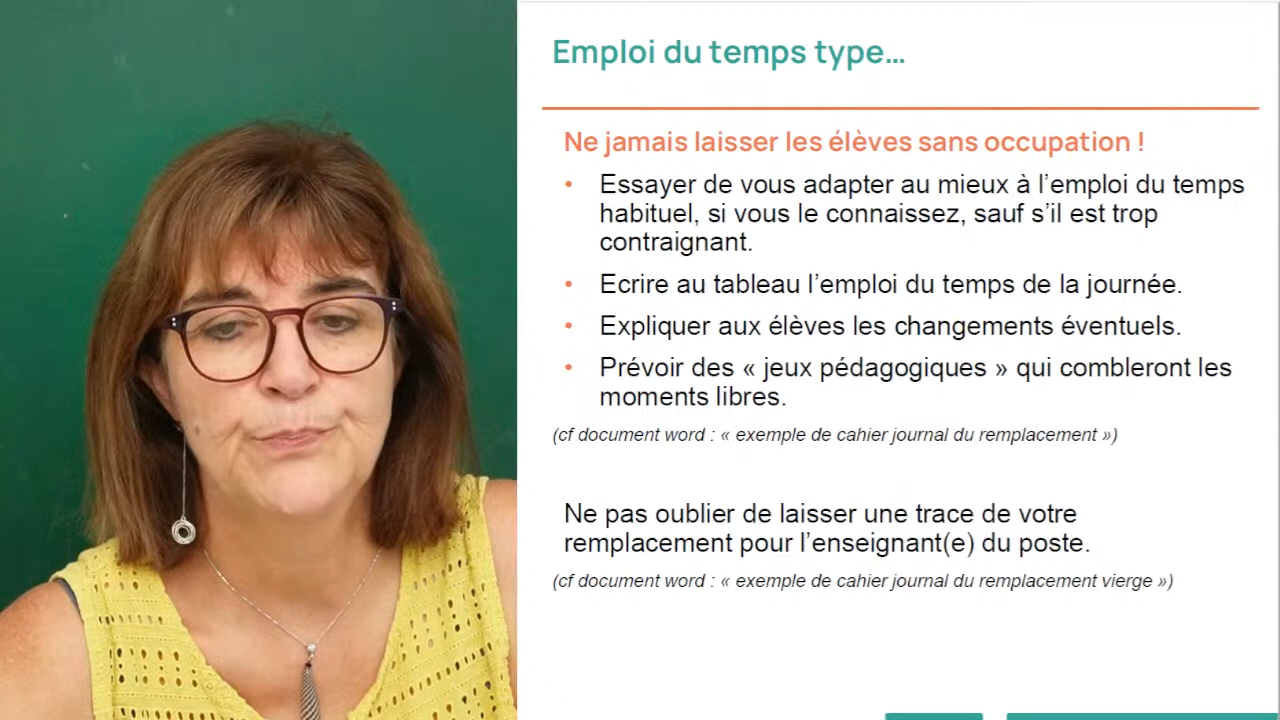 Emploi du temps type...
Ne jamais laisser les élèves sans occupation !
• Essayer de vous adapter au mieux à l'emploi du temps
habituel, si vous le connaissez, sauf s'il est trop
contraignant.
• Ecrire au tableau l'emploi du temps de la journée.
• Expliquer aux élèves les changements éventuels.
• Prévoir des « jeux pédagogiques » qui combleront les
moments libres.
(cf document word : « exemple de cahier journal du remplacement »)
Ne pas oublier de laisser une trace de votre
remplacement pour l'enseignant(e) du poste.
(cf document word : « exemple de cahier journal du remplacement vierge »)